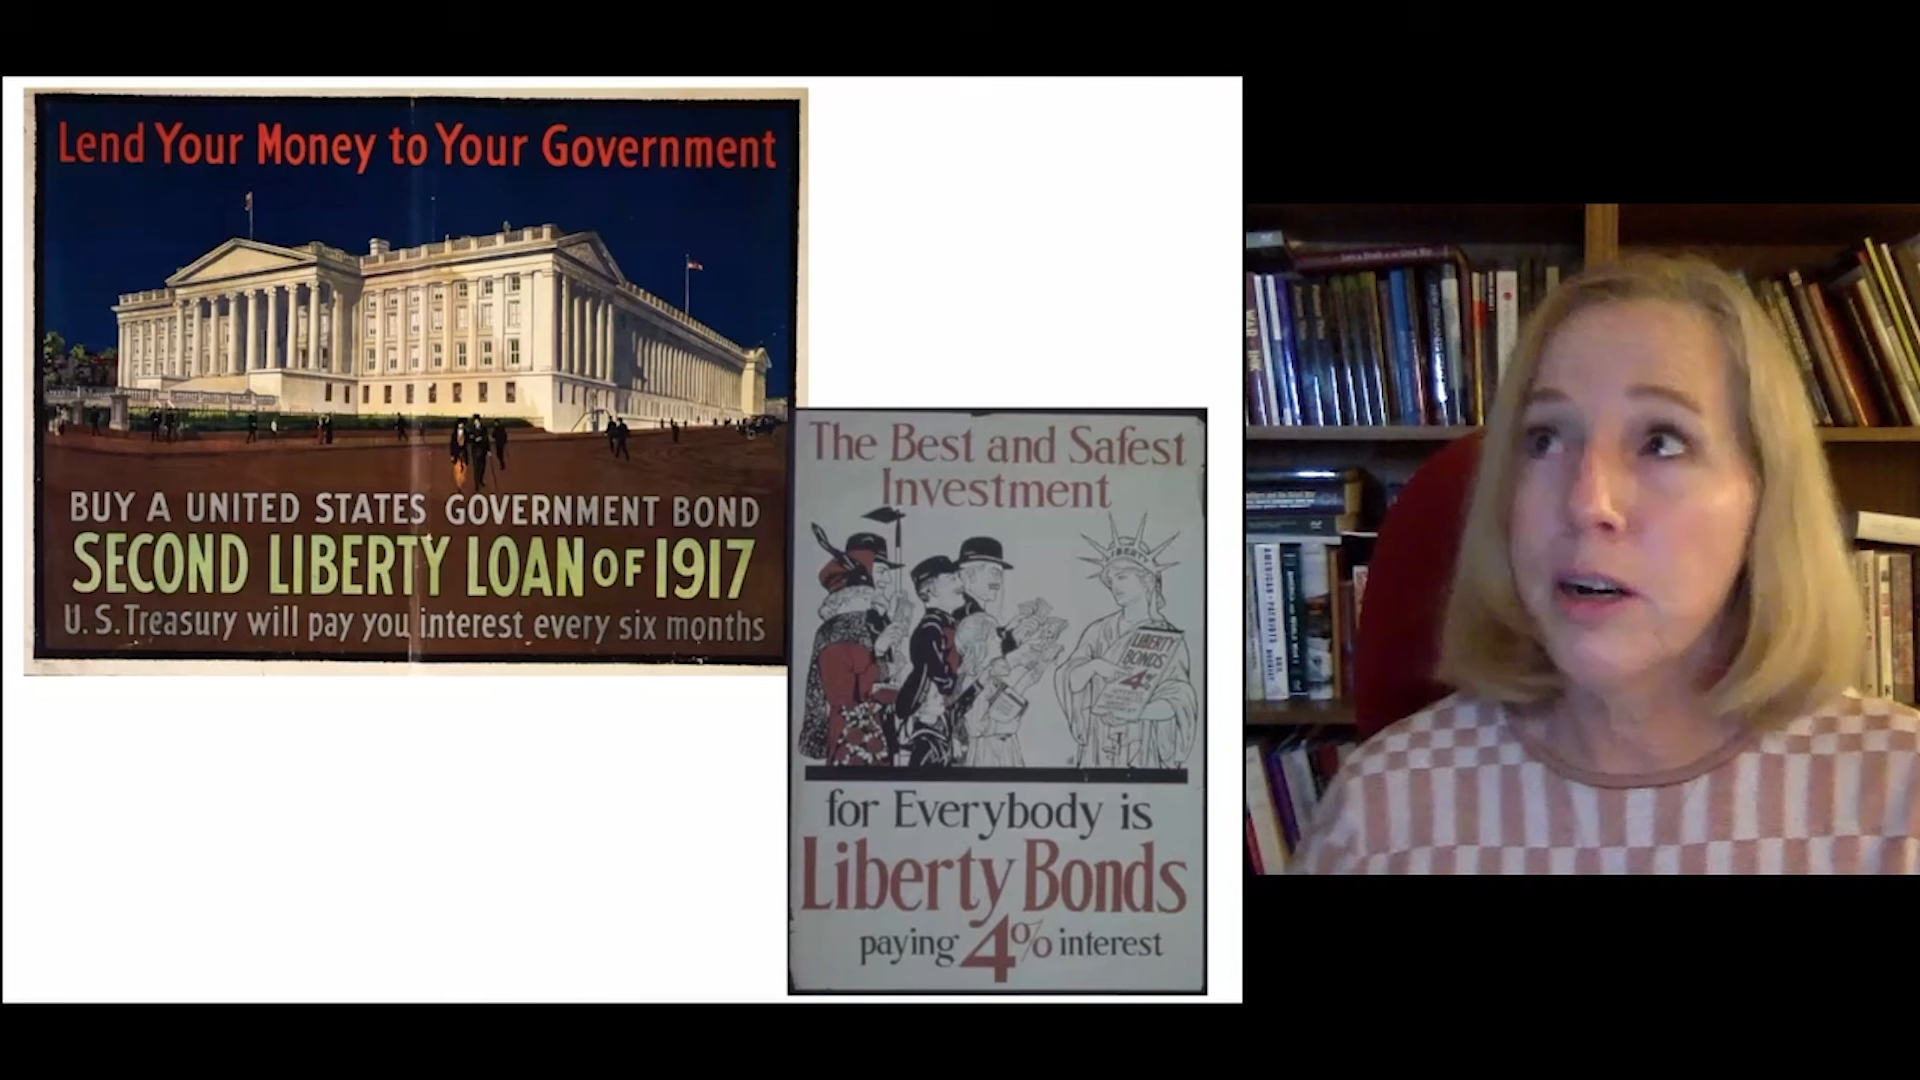 Lend Your Money to Your Government
BUY A UNITED STATES GOVERNMENT BOND
SECOND LIBERTY LOAN OF 1917
U.S. Treasury will pay you interest every six months
The Best and Safest
Investment
LIBERTY
LIBERTY
BONDS
4%
for Everybody is
Liberty Bonds
paying 4% interest